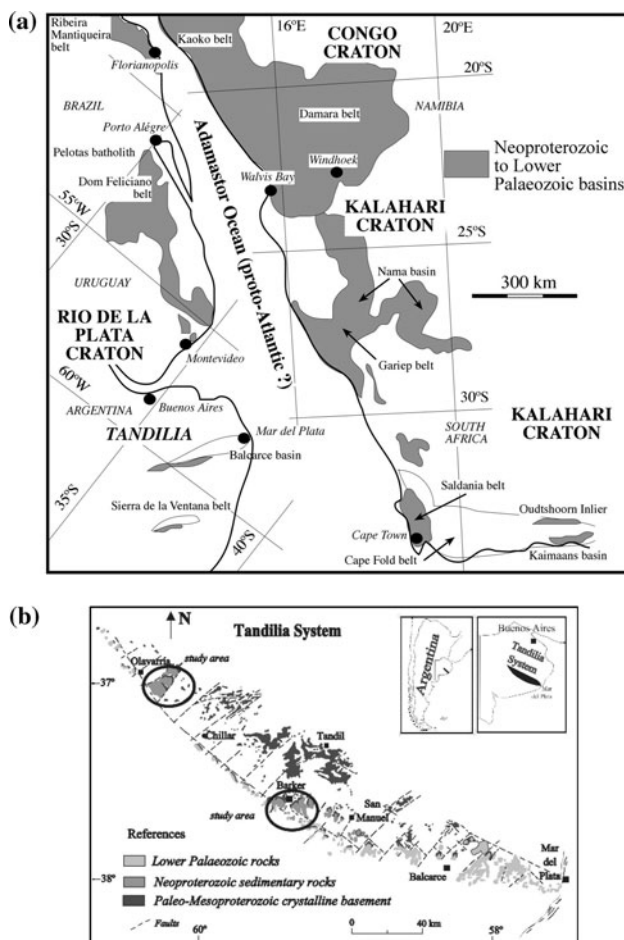 (a)
Ribeira
Mantiqueira
belt
Kaoko belt
16ºE
CONGO
CRATON
20ºE
Florianopolis
20ºS
BRAZIL
Damara belt
NAMIBIA
Porto Alégre
Adamastor Ocean (proto-Atlantic ?)
Windhoek
Neoproterozoic
to Lower
Palaeozoic basins
Pelotas batholith
Walvis Bay
Dom Feliciano
belt
55ºW
30ºS
KALAHARI
CRATON
25ºS
300 km
URUGUAY
Nama basin
RIO DE LA
PLATA
CRATON
Gariep belt
Montevideo
60ºW
30ºS
ARGENTINA
Buenos Aires
SOUTH
AFRICA
KALAHARI
CRATON
TANDILIA
Mar del Plata
Balcarce basin
Saldania belt
35ºS
Sierra de la Ventana belt
Oudtshoorn Inlier
40ºS
Cape Town
Cape Fold belt
Kaimaans basin
(b)
N
Tandilia System
Buenos Aires
Olavarría
study area
Argentina
Tandilia
System
Mar
del Plata
37º
Chillar
Tandil
Barker
San
Manuel
study area
References
Lower Palaeozoic rocks
Neoproterozoic sedimentary rocks
Paleo-Mesoproterozoic crystalline basement
Mar
del
Plata
Balcarce
38º
Faults
60º
0
40 km
58º